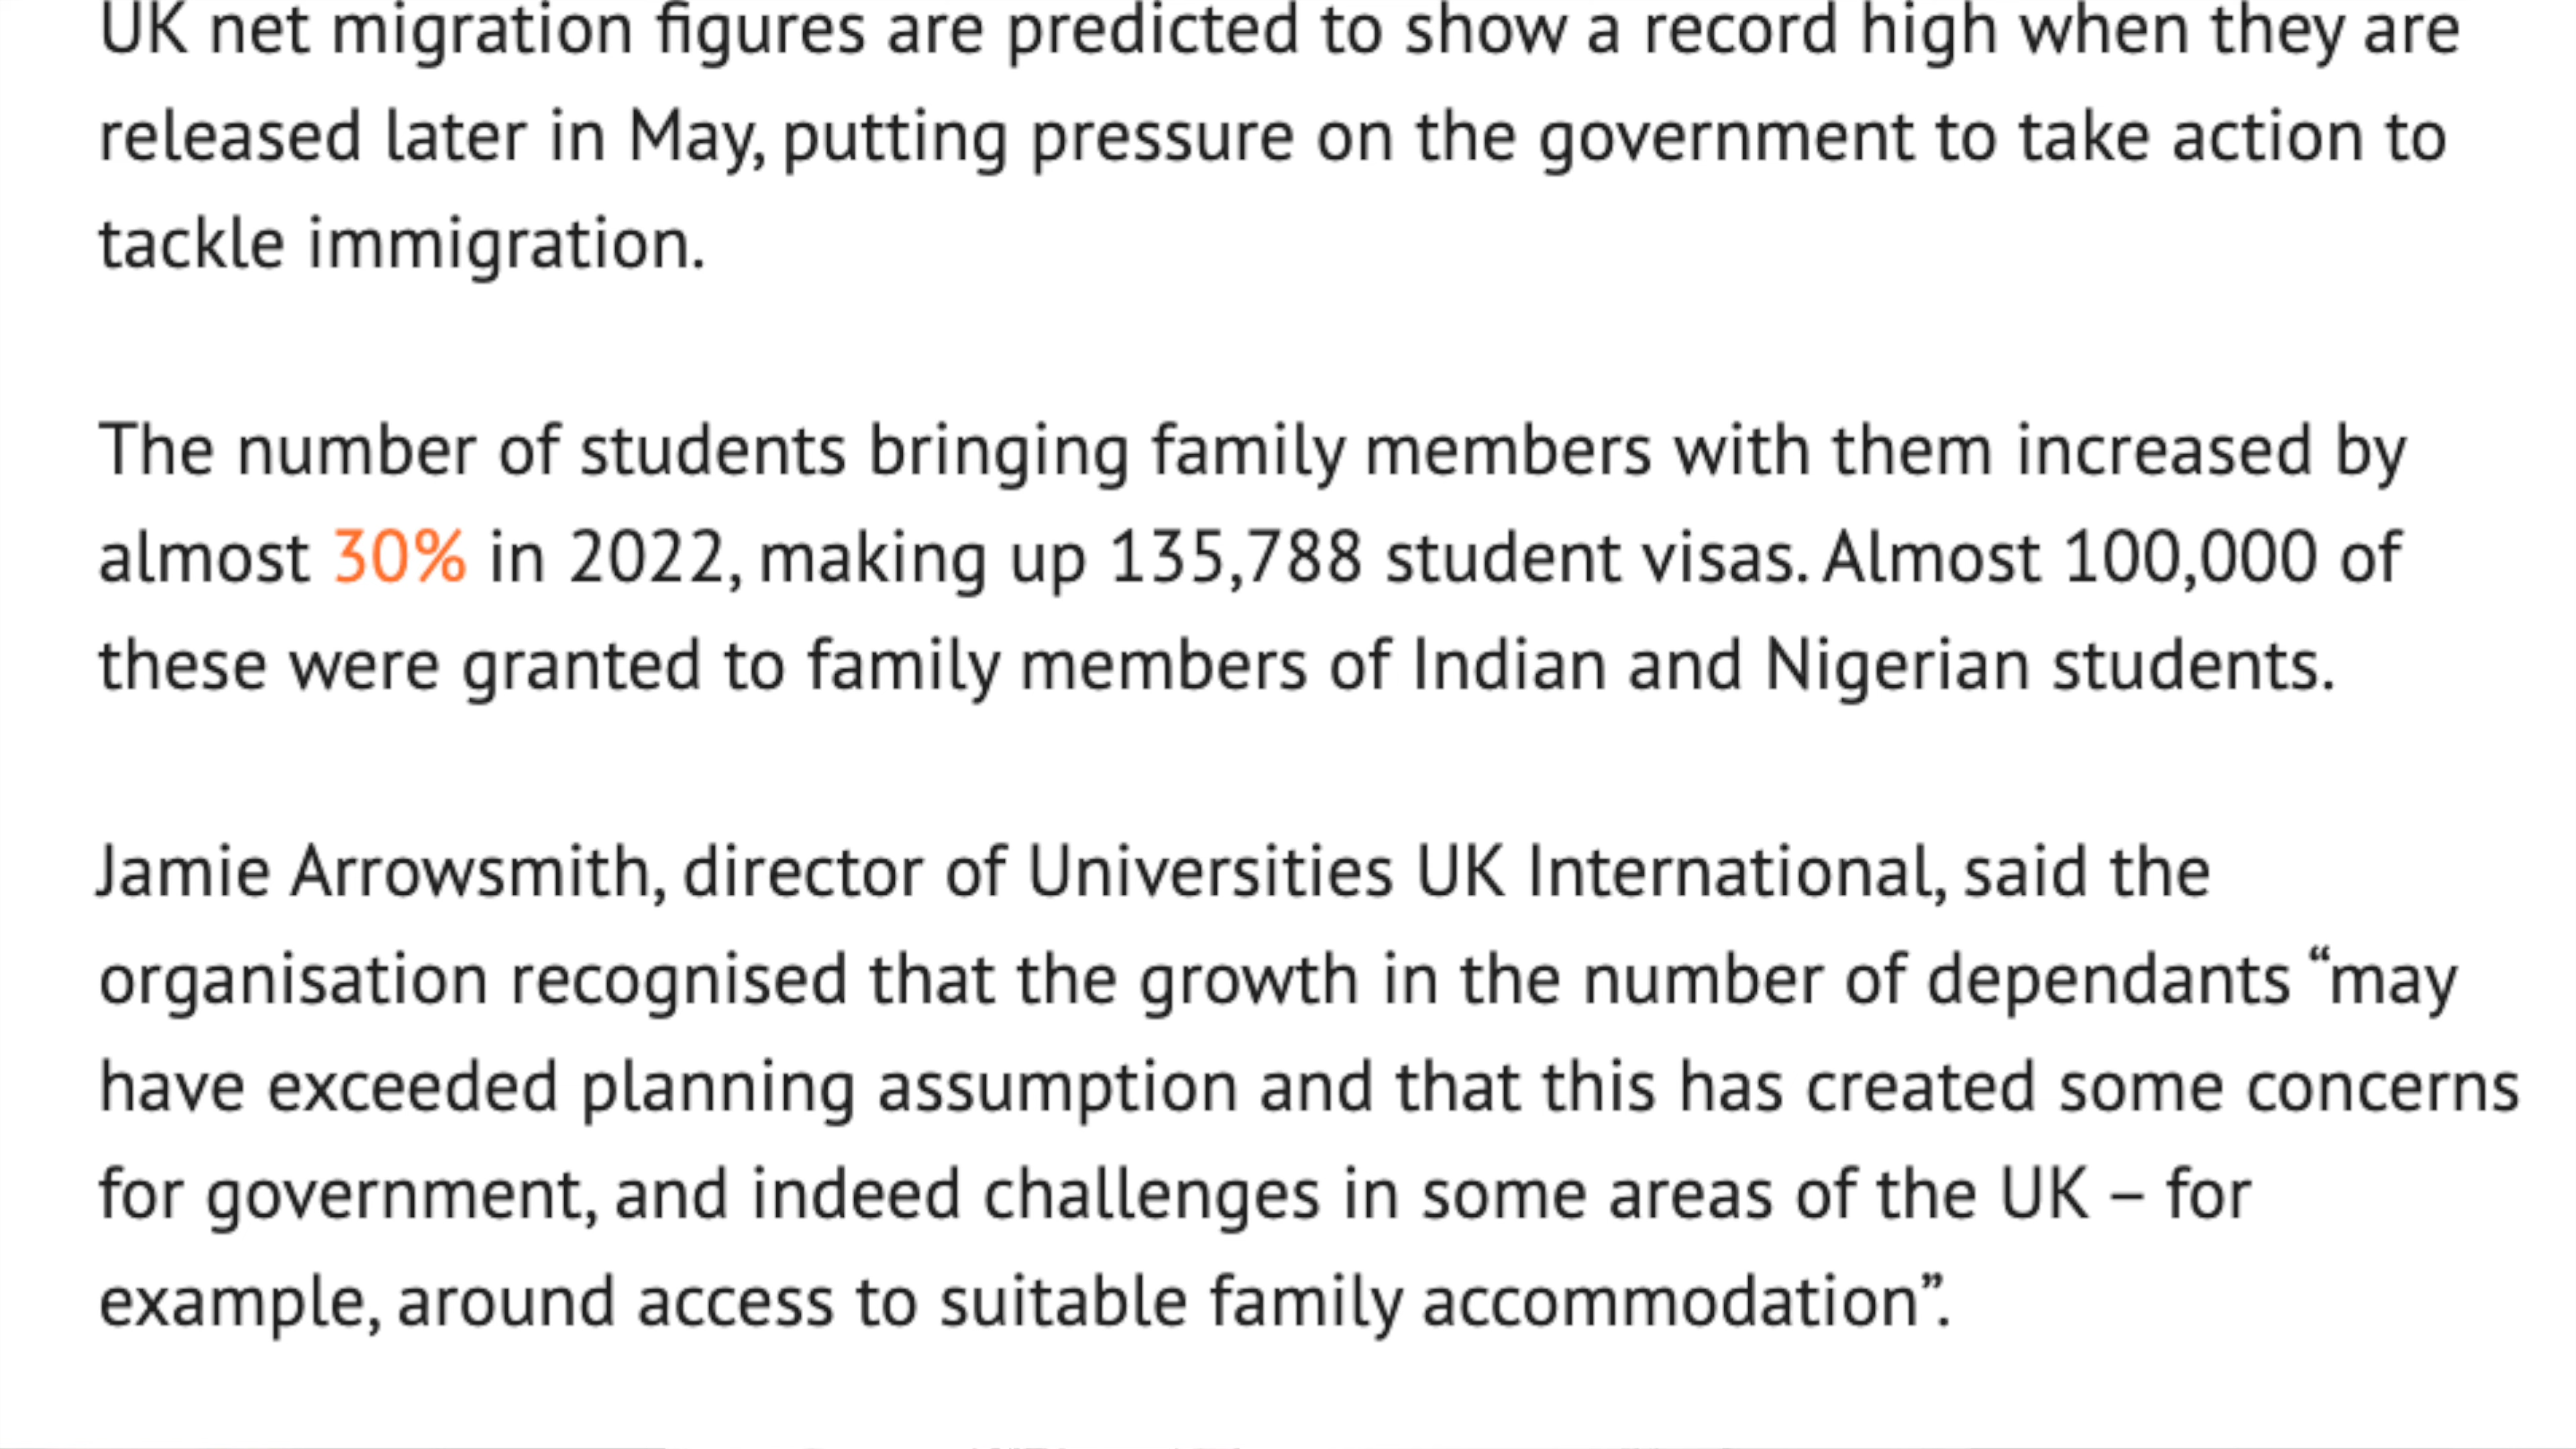 UK net migration figures are predicted to show a record high when they are
released later in May, putting pressure on the government to take action to
tackle immigration.
The number of students bringing family members with them increased by
almost 30% in 2022, making up 135,788 student visas. Almost 100,000 of
these were granted to family members of Indian and Nigerian students.
Jamie Arrowsmith, director of Universities UK International, said the
organisation recognised that the growth in the number of dependants “may
have exceeded planning assumption and that this has created some concerns
for government, and indeed challenges in some areas of the UK – for
example, around access to suitable family accommodation”.